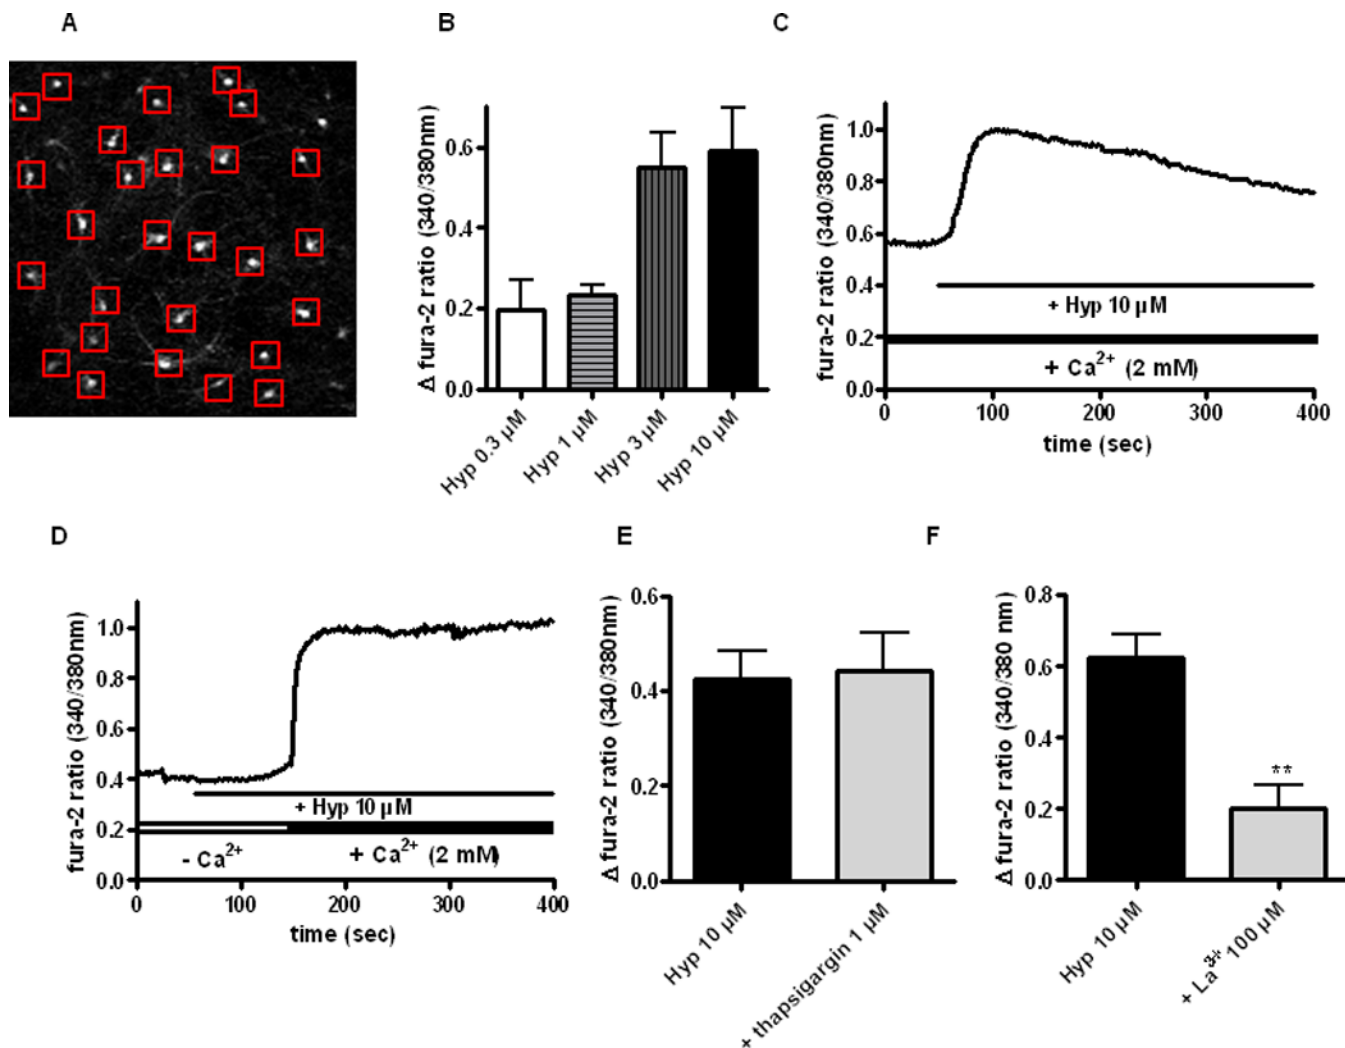 A
B
C
Δ fura-2 ratio (340/380nm)
0.6
0.4
0.2
0.0
Hyp 0.3 µM
Hyp 1 µM
Hyp 3 µM
Hyp 10 µM
fura-2 ratio (340/380nm)
1.0
0.8
0.6
0.4
0.2
0.0
+ Hyp 10 µM
+ Ca²⁺ (2 mM)
0
100
200
300
400
time (sec)
D
E
F
fura-2 ratio (340/380nm)
1.0
0.8
0.6
0.4
0.2
0.0
+ Hyp 10 µM
- Ca²⁺
+ Ca²⁺ (2 mM)
0
100
200
300
400
time (sec)
Δ fura-2 ratio (340/380nm)
0.6
0.4
0.2
0.0
Hyp 10 µM
+ thapsigargin 1 µM
Δ fura-2 ratio (340/380 nm)
0.8
0.6
0.4
0.2
0.0
**
Hyp 10 µM
+ La³⁺ 100 µM